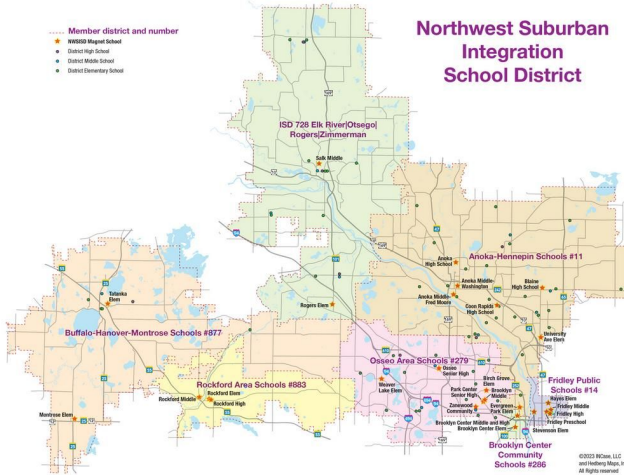 Northwest Suburban
Integration
School District
Member district and number
NWSISD Magnet School
District High School
District Middle School
District Elementary School
ISD 728 Elk River|Otsego|
Rogers|Zimmerman
Salk Middle
Rogers Elem
Anoka-Hennepin Schools #11
Anoka
High School
Anoka Middle-
Washington
Anoka Middle-
Fred Moore
Blaine
High School
Coon Rapids
High School
University
Ave Elem
Tatanka
Elem
Buffalo-Hanover-Montrose Schools #877
Montrose Elem
Rockford Area Schools #883
Rockford Elem
Rockford Middle
Rockford High
Osseo Area Schools #279
Osseo
Senior High
Weaver
Lake Elem
Birch Grove
Elem
Park Center
Senior High
Brooklyn
Middle
Zanewood
Community
Evergreen
Park Elem
Brooklyn Center Middle and High
Brooklyn Center Elem
Fridley Public
Schools #14
Hayes Elem
Fridley Middle
Fridley High
Fridley Preschool
Stevenson Elem
Brooklyn Center
Community
Schools #286
©2023 INCase, LLC
and Hedberg Maps, In
All Rights reserved